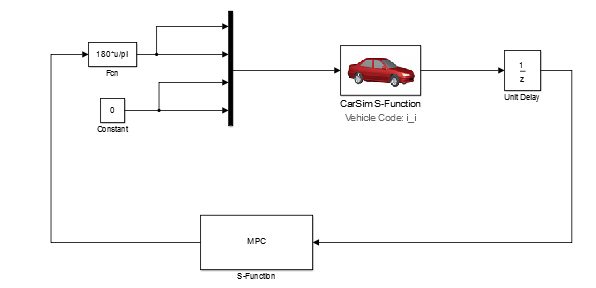 180*u/pi
Fcn
0
Constant
CarSim S-Function
Vehicle Code: i_i
1
z
Unit Delay
MPC
S-Function